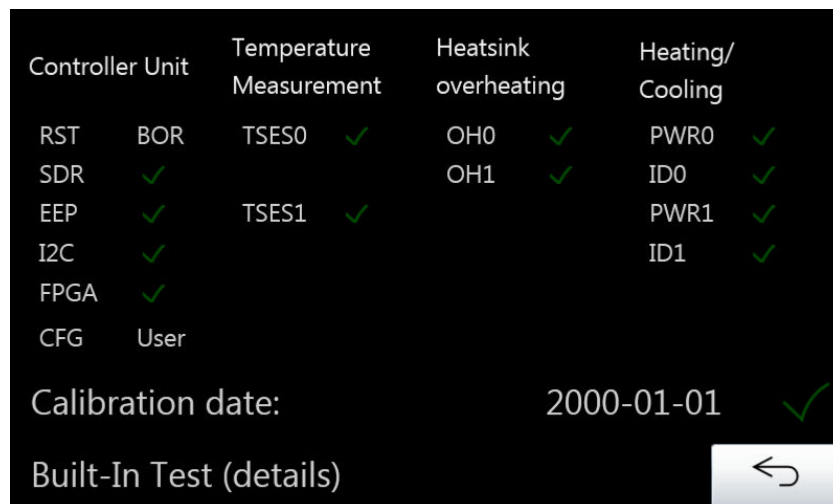 Controller Unit
Temperature
Measurement
Heatsink
overheating
Heating/
Cooling
RST BOR TSES0 OH0 PWR0
SDR OH1 ID0
EEP TSES1 PWR1
I2C ID1
FPGA
CFG User
Calibration date: 2000-01-01
Built-In Test (details)